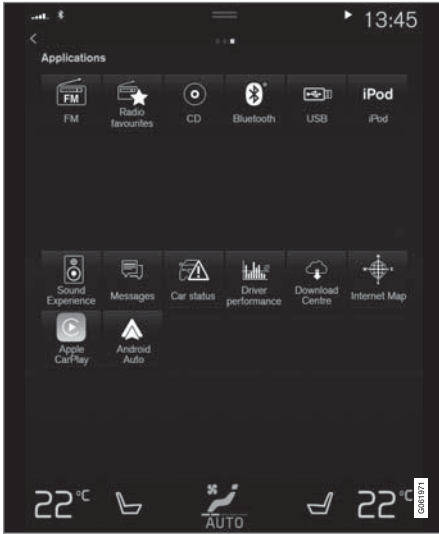 13:45
Applications
FM
FM
Radio
favourites
CD
Bluetooth
USB
iPod
iPod
Sound
Experience
Messages
Car status
Driver
performance
Download
Centre
Internet Map
Apple
CarPlay
Android
Auto
22°C
AUTO
22°C
G061971